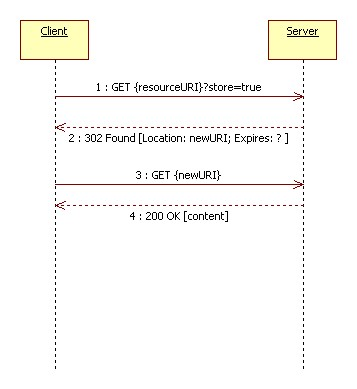 Client Server
1 : GET {resourceURI}?store=true
2 : 302 Found [Location: newURI; Expires: ? ]
3 : GET {newURI}
4 : 200 OK [content]